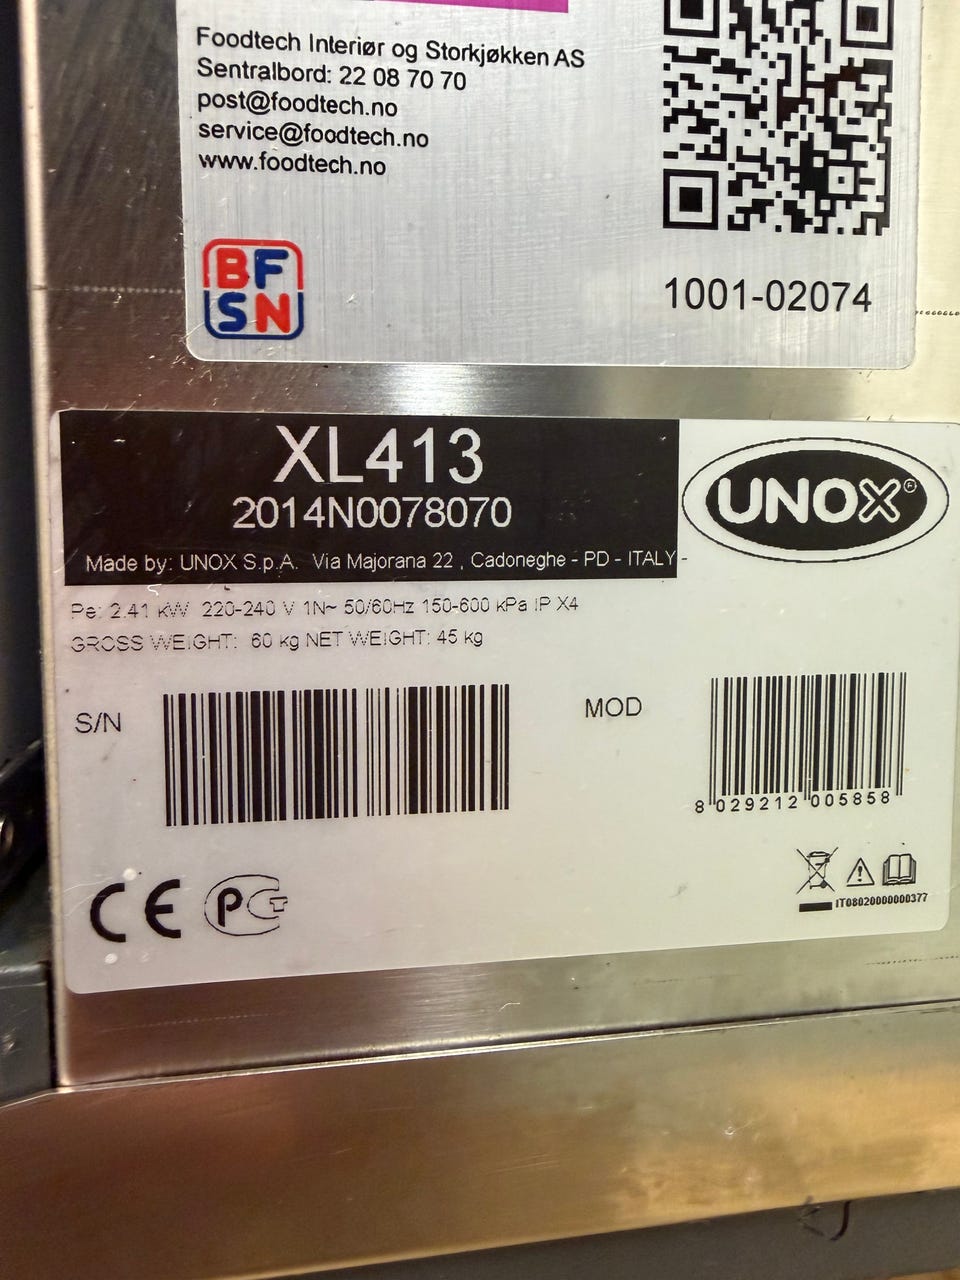 Foodtech Interiør og Storkjøkken AS
Sentralbord: 22 08 70 70
post@foodtech.no
service@foodtech.no
www.foodtech.no
BF
SN
1001-02074
XL413
2014N0078070
Made by: UNOX S.p.A. Via Majorana 22 , Cadoneghe - PD - ITALY -
UNOX®
Pe: 2.41 kW 220-240 V 1N~ 50/60Hz 150-600 kPa IP X4
GROSS WEIGHT: 60 kg NET WEIGHT: 45 kg
S/N
MOD
8 029212 005858
CE PCT
IT08020000000377